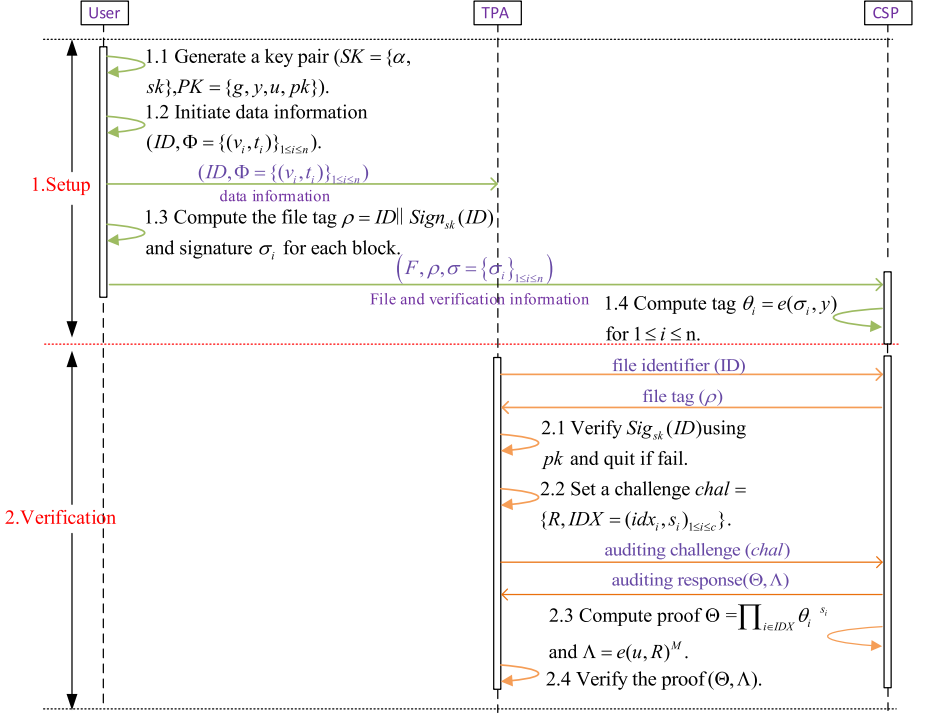 User
TPA
CSP
1.1 Generate a key pair (SK = {α,
sk},PK = {g, y,u, pk}).
1.2 Initiate data information
(ID,Φ = {(v_i,t_i)}_{1≤i≤n}).
(ID,Φ = {(v_i,t_i)}_{1≤i≤n})
data information
1.Setup
1.3 Compute the file tag ρ = ID|| Sign_{sk}(ID)
and signature σ_i for each block.
(F, ρ,σ = {σ_i}_{1≤i≤n})
File and verification information
1.4 Compute tag θ_i = e(σ_i, y)
for 1 ≤ i ≤ n.
file identifier (ID)
file tag (ρ)
2.1 Verify Sig_{sk}(ID)using
pk and quit if fail.
2.2 Set a challenge chal =
{R, IDX = (idx_i, s_i)_{1≤i≤c}}.
2.Verification
auditing challenge (chal)
auditing response(Θ,Λ)
2.3 Compute proof Θ =∏_{i∈IDX} θ_i^{s_i}
and Λ = e(u, R)^M.
2.4 Verify the proof(Θ,Λ).